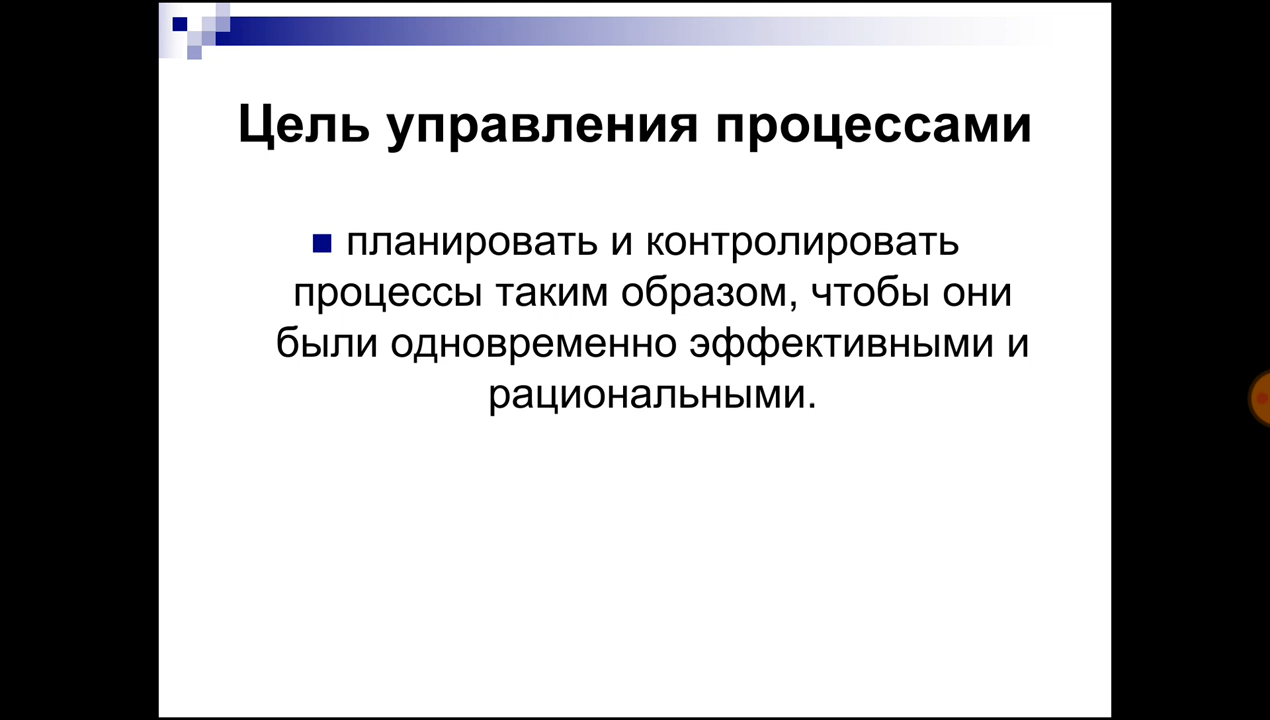 Цель управления процессами
планировать и контролировать
процессы таким образом, чтобы они
были одновременно эффективными и
рациональными.